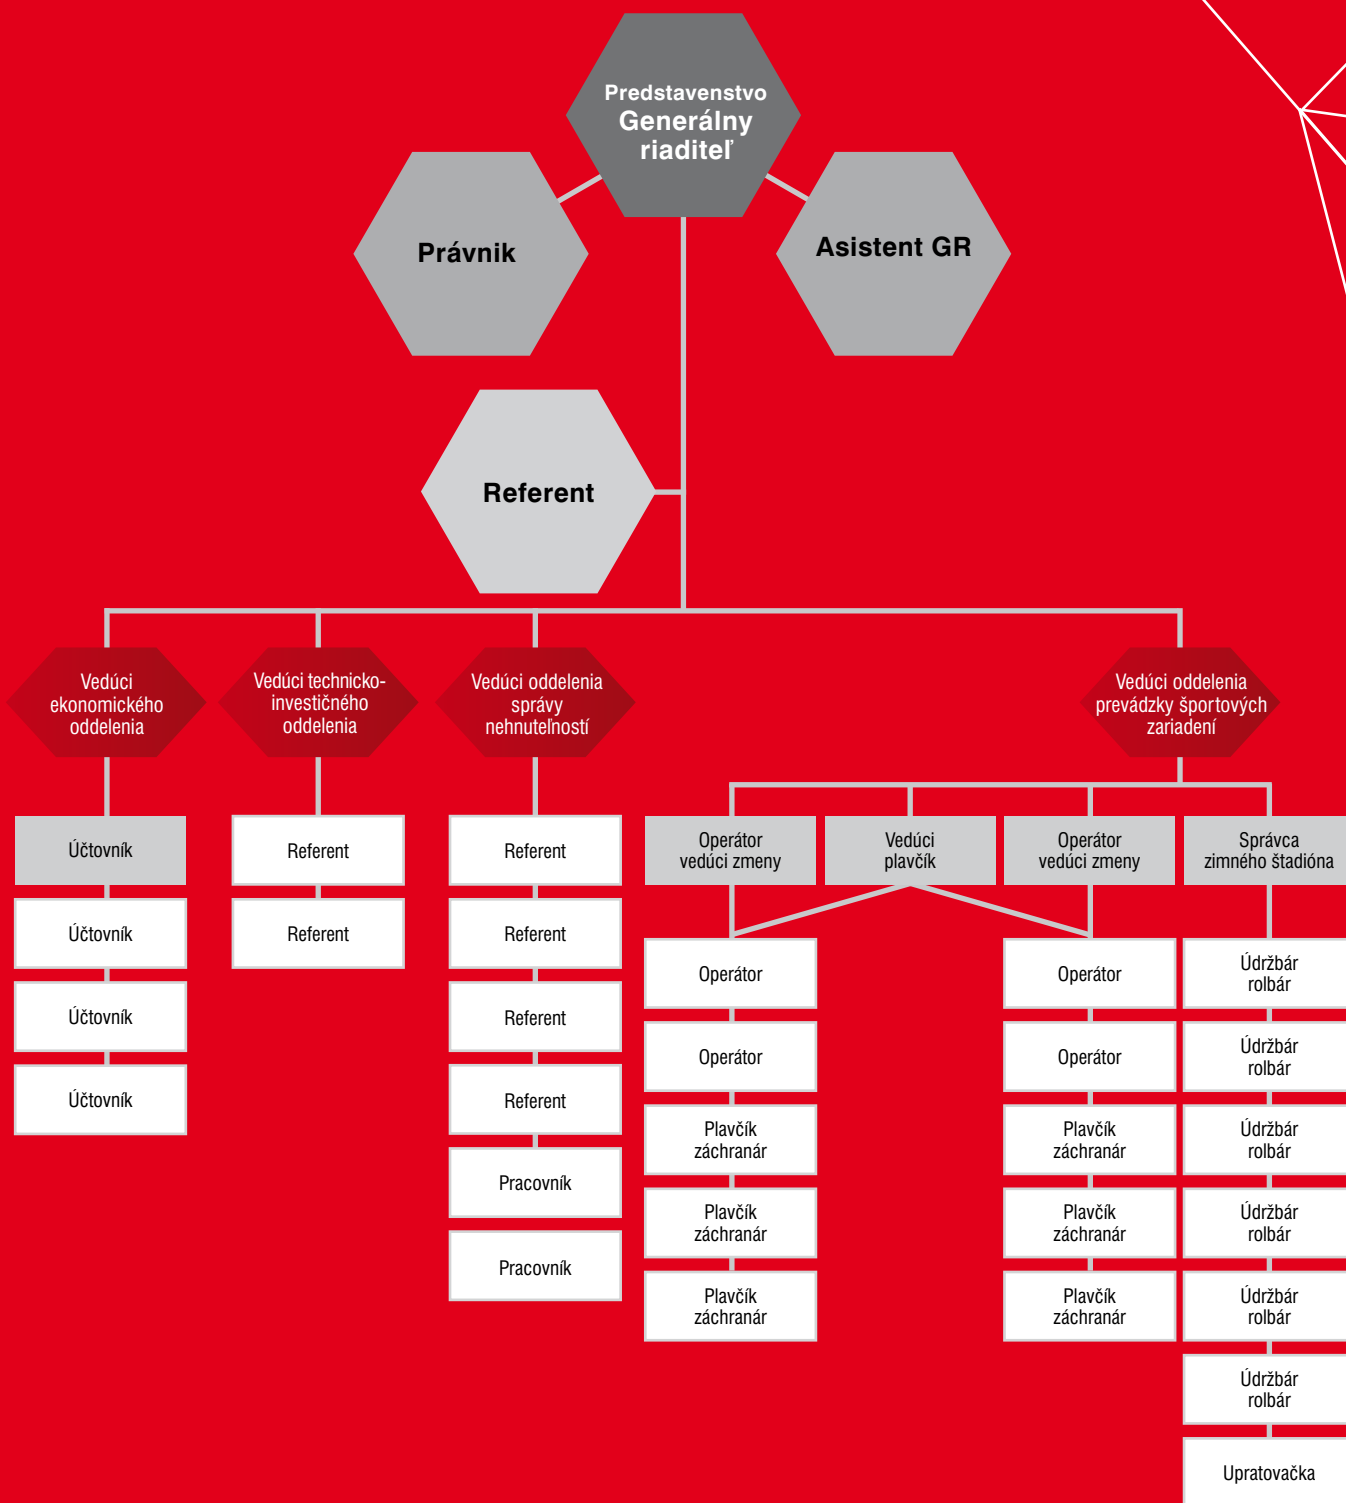 Predstavenstvo
Generálny
riaditeľ
Právnik
Asistent GR
Referent
Vedúci
ekonomického
oddelenia
Vedúci technicko-
investičného
oddelenia
Vedúci oddelenia
správy
nehnuteľností
Vedúci oddelenia
prevádzky športových
zariadení
Účtovník
Účtovník
Účtovník
Účtovník
Referent
Referent
Referent
Referent
Referent
Referent
Pracovník
Pracovník
Operátor
vedúci zmeny
Vedúci
plavčík
Operátor
vedúci zmeny
Správca
zimného štadióna
Operátor
Operátor
Plavčík
záchranár
Plavčík
záchranár
Plavčík
záchranár
Operátor
Operátor
Plavčík
záchranár
Plavčík
záchranár
Plavčík
záchranár
Údržbár
rolbár
Údržbár
rolbár
Údržbár
rolbár
Údržbár
rolbár
Údržbár
rolbár
Údržbár
rolbár
Upratovačka